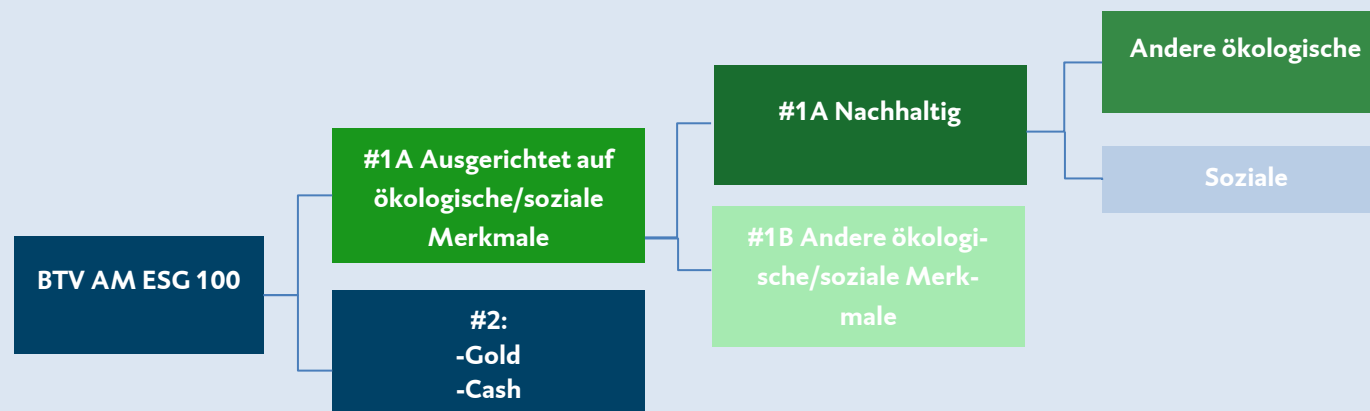 BTV AM ESG 100
#1A Ausgerichtet auf
ökologische/soziale
Merkmale
#2:
-Gold
-Cash
#1A Nachhaltig
#1B Andere ökologi-
sche/soziale Merk-
male
Andere ökologische
Soziale